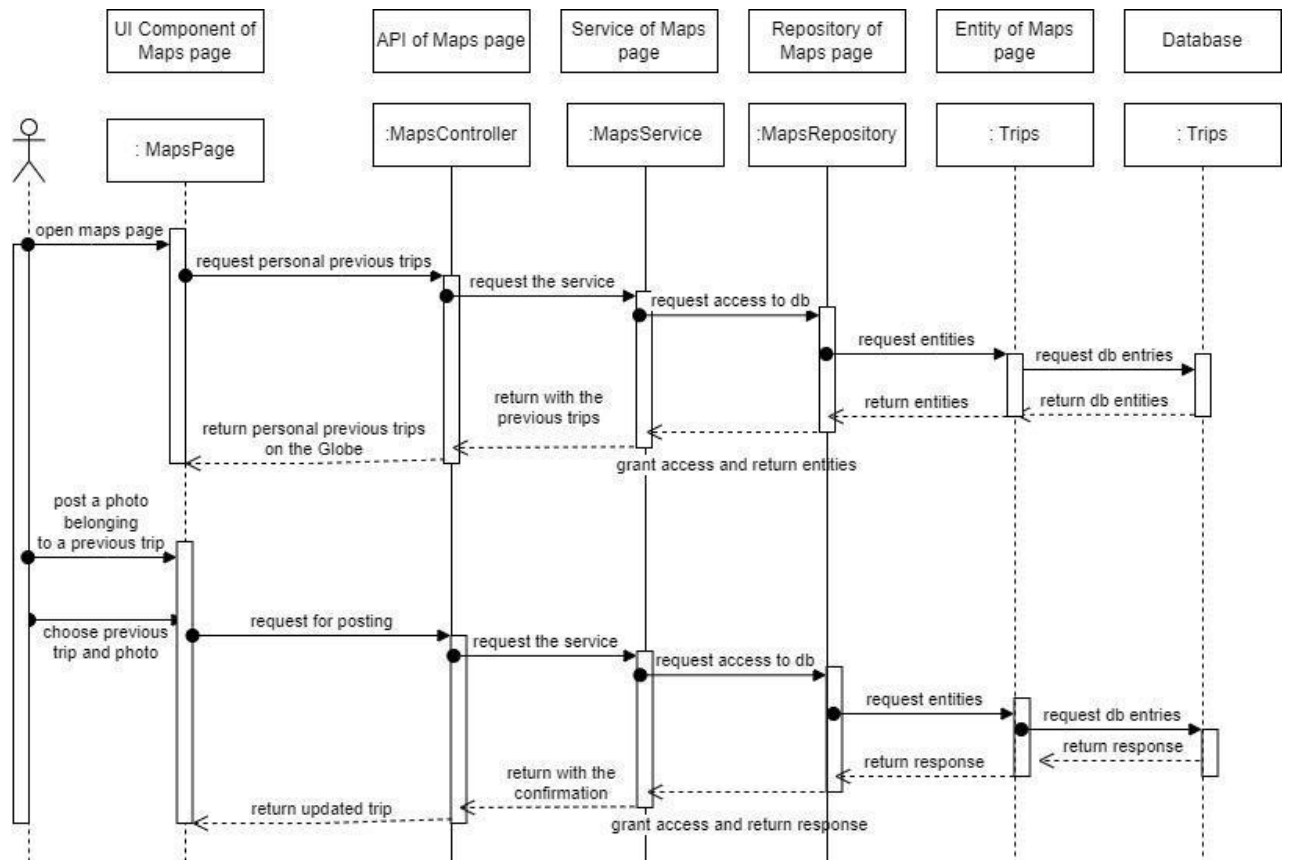 UI Component of
Maps page
API of Maps page
Service of Maps
page
Repository of
Maps page
Entity of Maps
page
Database
: MapsPage
:MapsController
:MapsService
:MapsRepository
: Trips
: Trips
open maps page
request personal previous trips
request the service
request access to db
request entities
request db entries
return db entities
return entities
return with the
previous trips
grant access and return entities
return personal previous trips
on the Globe
post a photo
belonging
to a previous trip
choose previous
trip and photo
request for posting
request the service
request access to db
request entities
request db entries
return response
return response
return with the
confirmation
grant access and return response
return updated trip